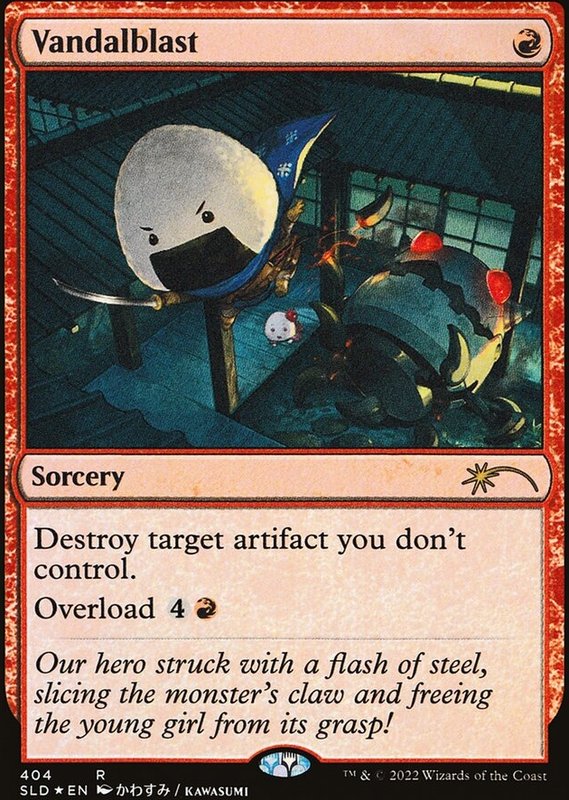 Vandalblast
Sorcery
Destroy target artifact you don't
control.
Overload 4
Our hero struck with a flash of steel,
slicing the monster's claw and freeing
the young girl from its grasp!
404 R
SLD ★ EN かわすみ / KAWASUMI
™ & © 2022 Wizards of the Coast